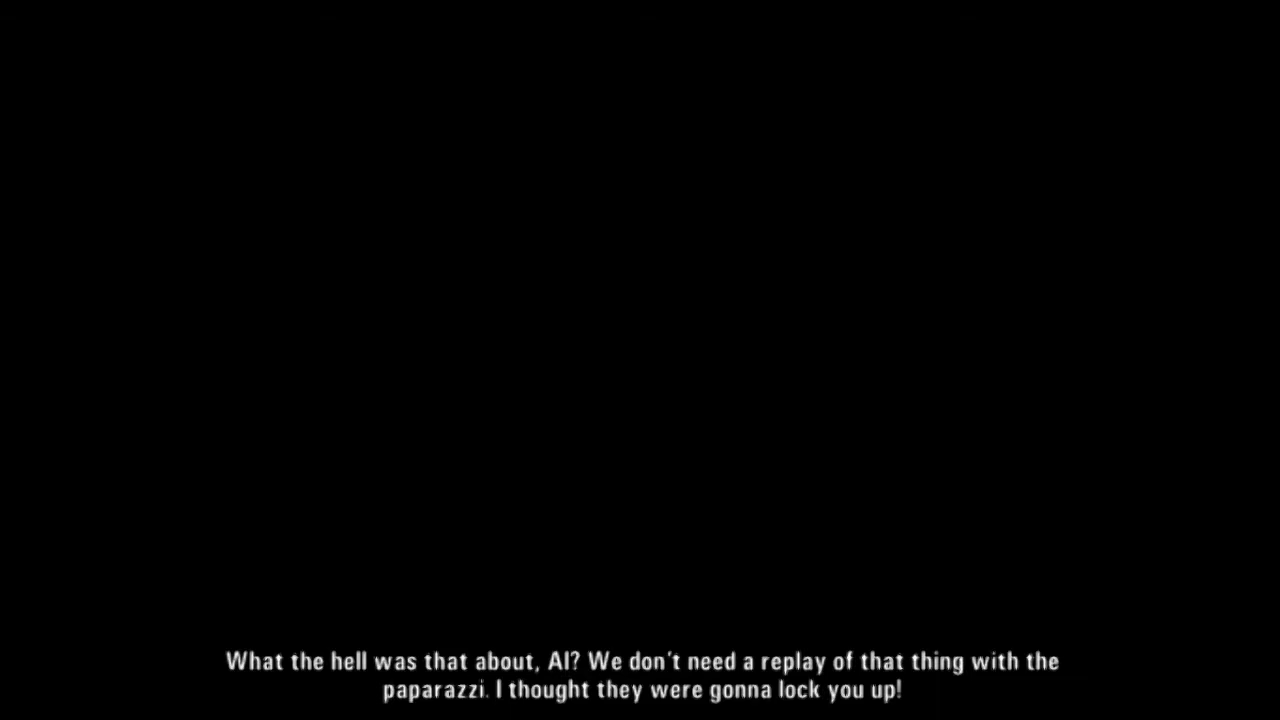 What the hell was that about, Al? We don't need a replay of that thing with the
paparazzi. I thought they were gonna lock you up!